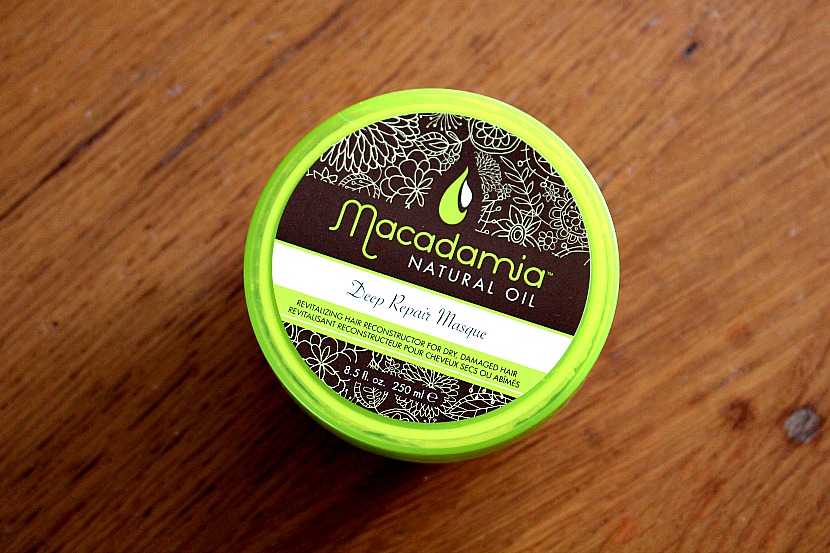 Macadamia™
NATURAL OIL
Deep Repair Masque
REVITALIZING HAIR RECONSTRUCTOR FOR DRY, DAMAGED HAIR
REVITALISANT RECONSTRUCTEUR POUR CHEVEUX SECS OU ABÎMÉS
8.5 fl. oz. 250 ml ℮